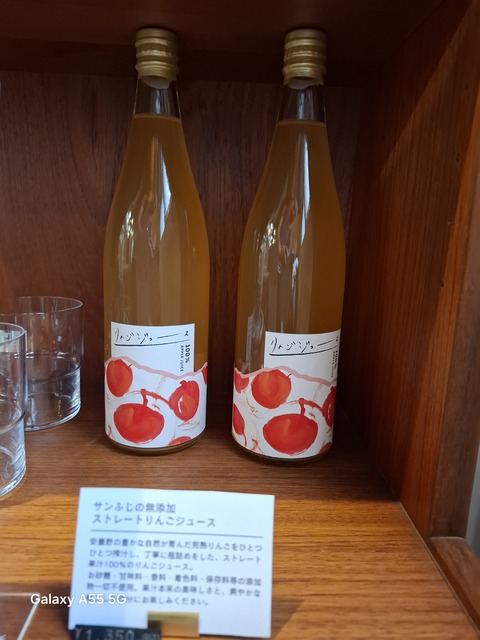 りんごジュース
100%
APPLE JUICE
りんごジュー
サンふじの無添加
ストレートりんごジュース
安曇野の豊かな自然が育んだ完熟りんごをひとつ
ひとつ搾汁し、丁寧に瓶詰めをした、ストレート
果汁100%のりんごジュース。
お砂糖・甘味料・香料・着色料・保存料等の添加
物一切不使用。果汁本来の美味しさと、爽やかな
分にお楽しみください。
Galaxy A55 5G
¥1,350